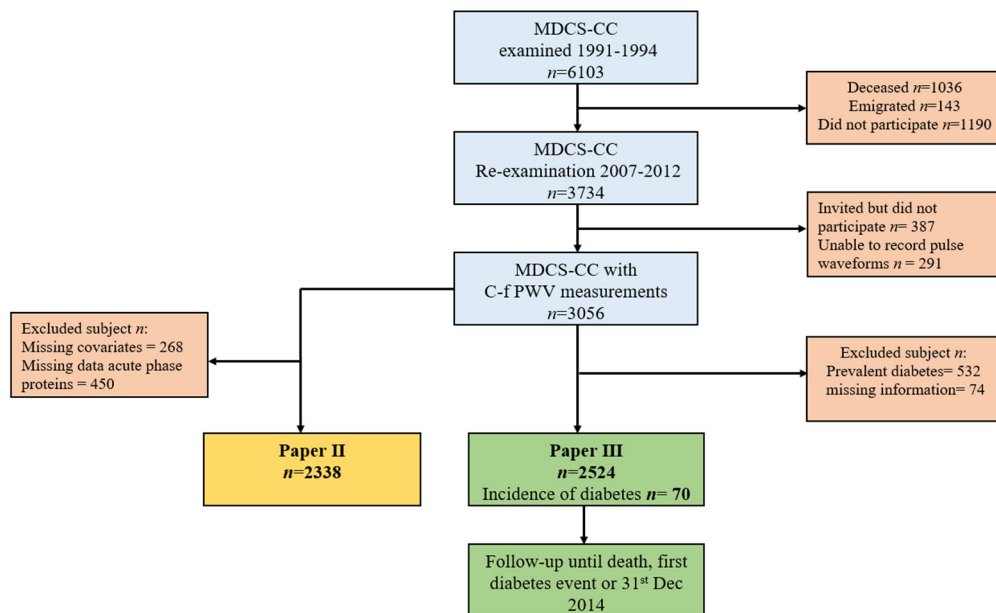 MDCS-CC
examined 1991-1994
n=6103
Deceased n=1036
Emigrated n=143
Did not participate n=1190
MDCS-CC
Re-examination 2007-2012
n=3734
Invited but did not
participate n= 387
Unable to record pulse
waveforms n = 291
MDCS-CC with
C-f PWV measurements
n=3056
Excluded subject n:
Missing covariates = 268
Missing data acute phase
proteins = 450
Excluded subject n:
Prevalent diabetes= 532
missing information= 74
Paper II
n=2338
Paper III
n=2524
Incidence of diabetes n= 70
Follow-up until death, first
diabetes event or 31st Dec
2014